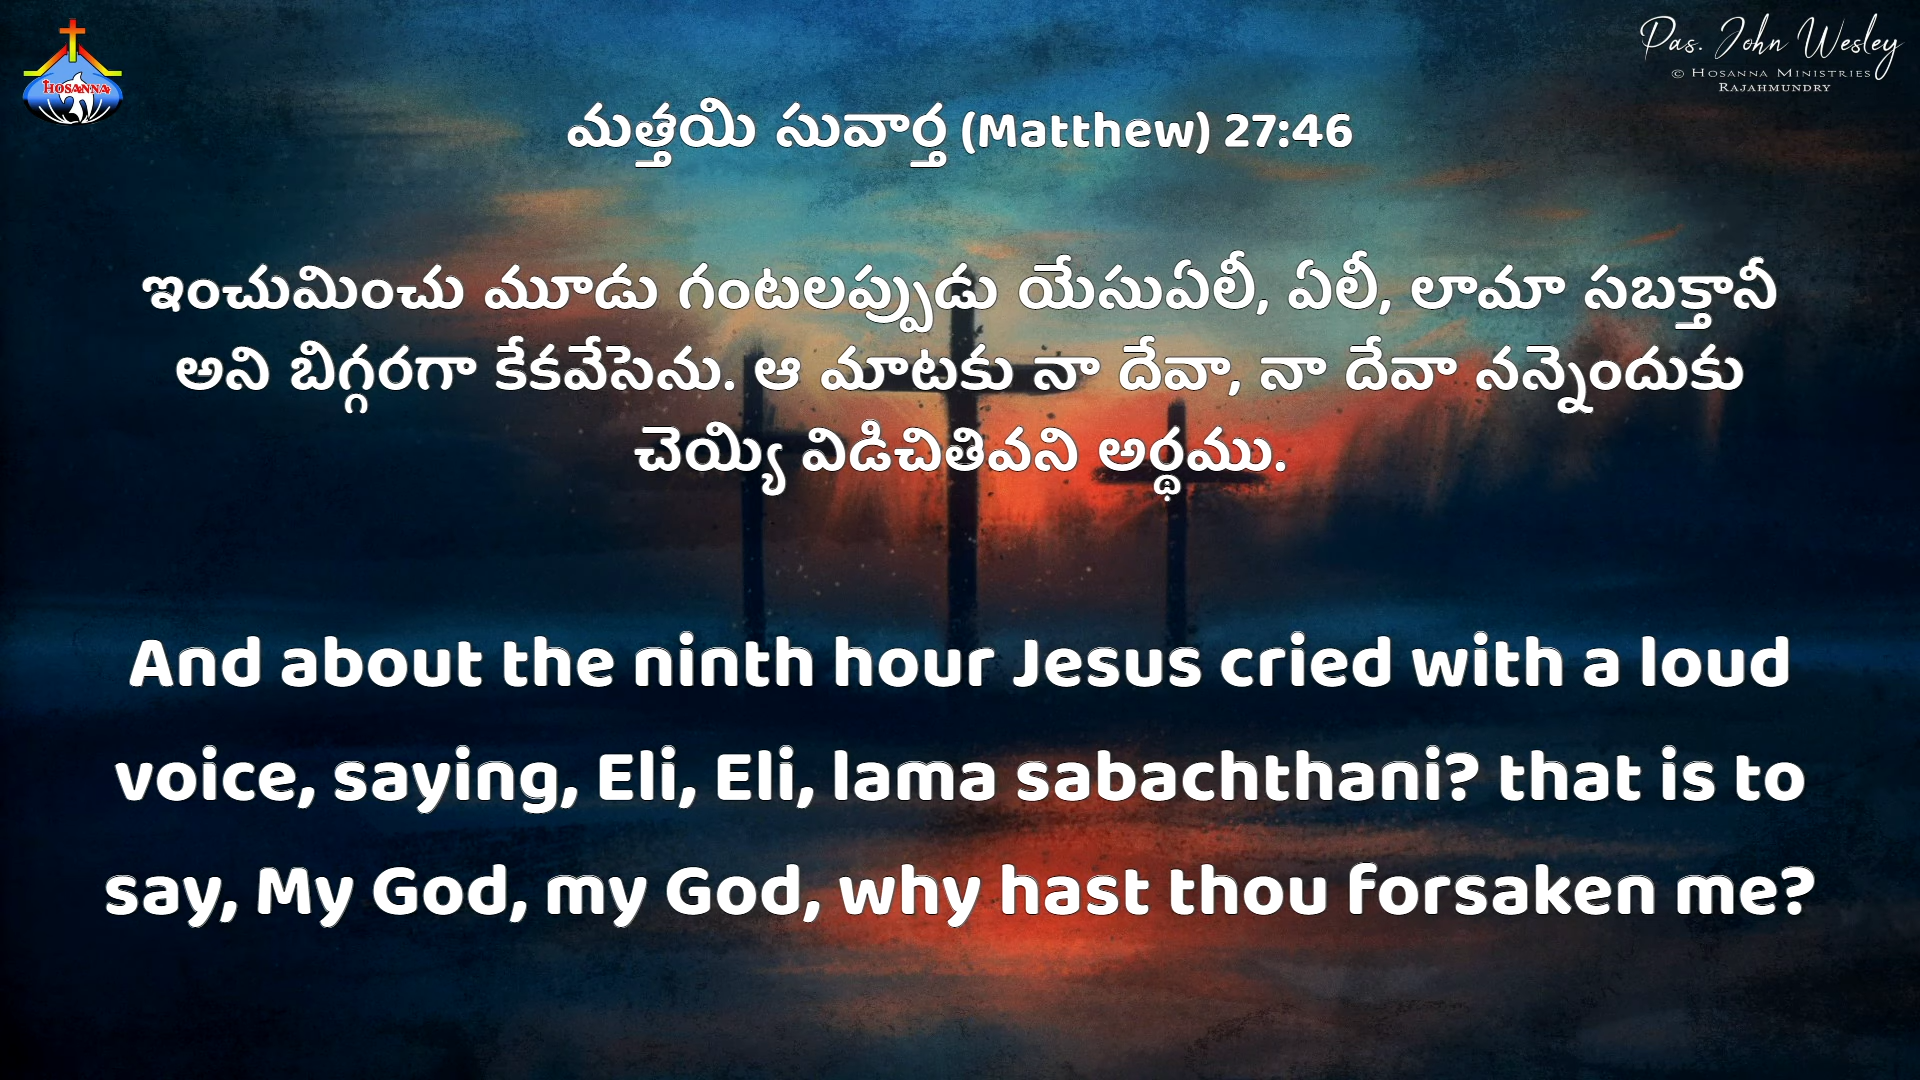 HOSANNA
Pas. John Wesley
© HOSANNA MINISTRIES
RAJAHMUNDRY
మత్తయి సువార్త (Matthew) 27:46
ఇంచుమించు మూడు గంటలప్పుడు యేసుఏలీ, ఏలీ, లామా సబక్తానీ
అని బిగ్గరగా కేకవేసెను. ఆ మాటకు నా దేవా, నా దేవా నన్నెందుకు
చెయ్యి విడిచితివని అర్థము.
And about the ninth hour Jesus cried with a loud
voice, saying, Eli, Eli, lama sabachthani? that is to
say, My God, my God, why hast thou forsaken me?